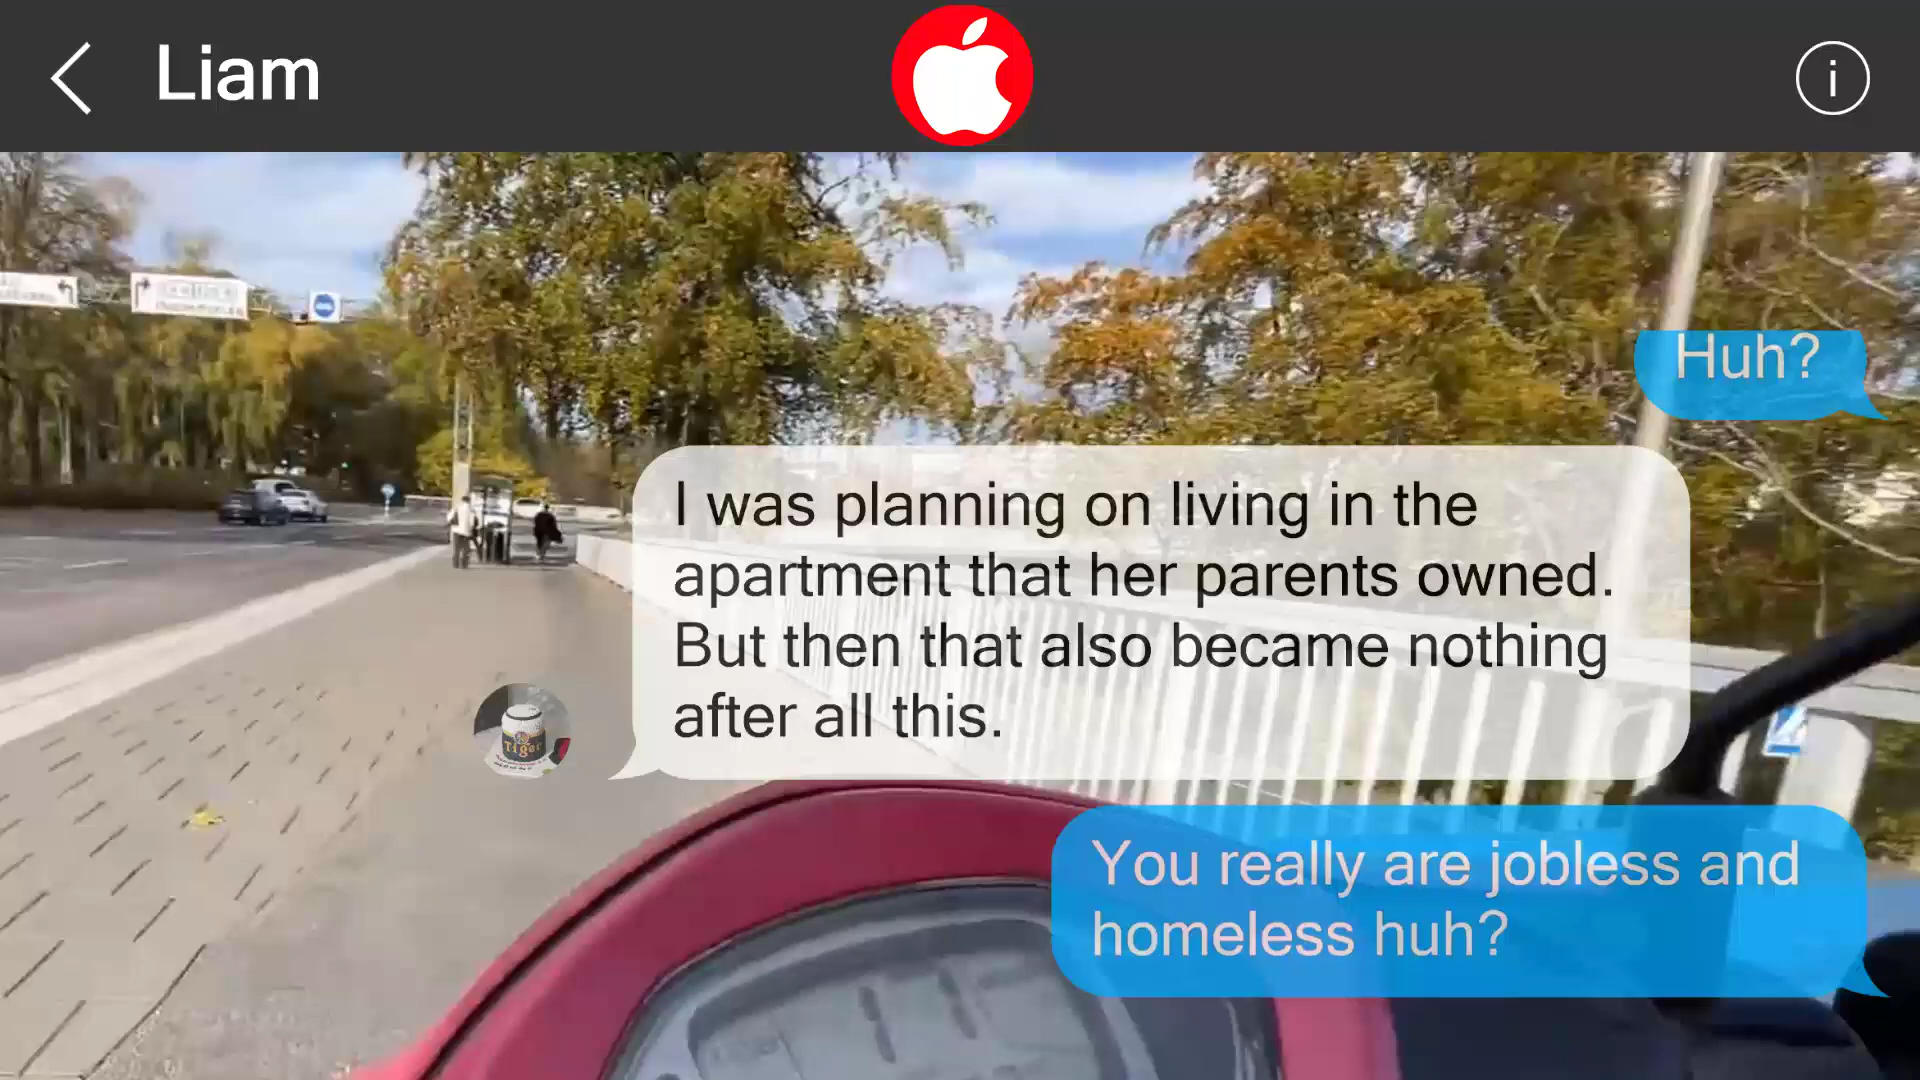 Liam
Huh?
I was planning on living in the
apartment that her parents owned.
But then that also became nothing
after all this.
Tiger
You really are jobless and
homeless huh?